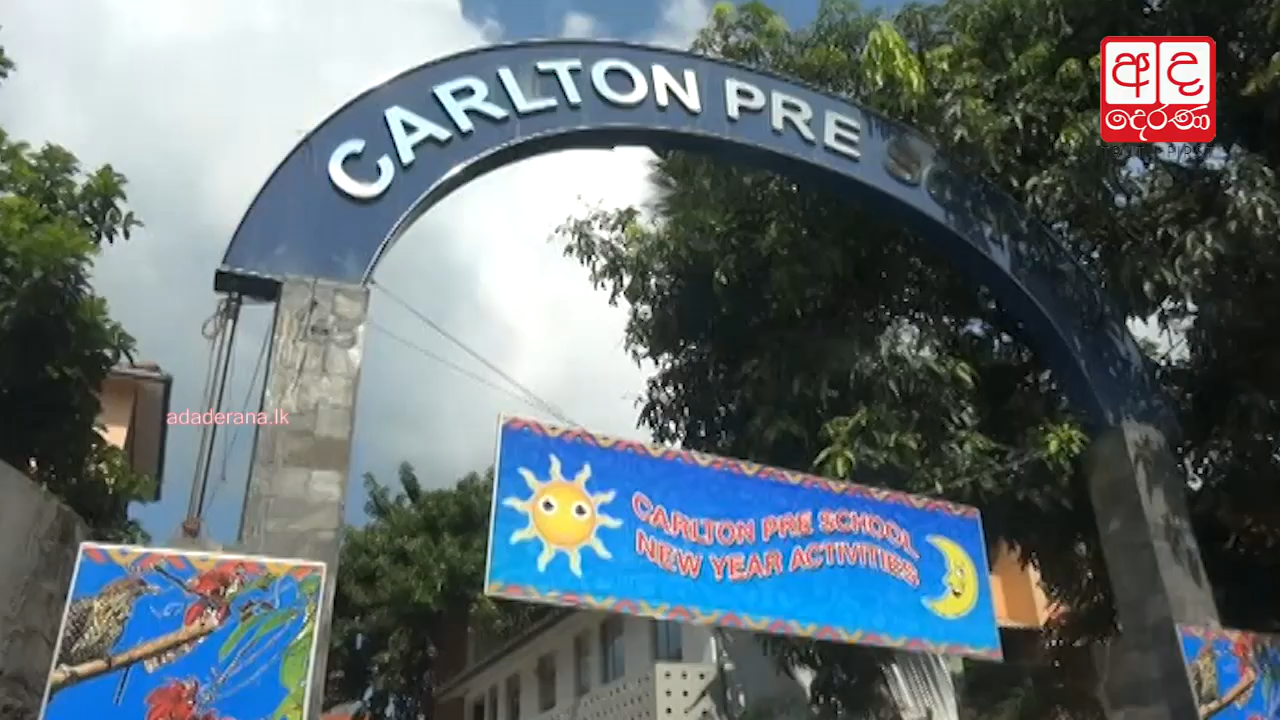 CARLTON PRE
අද
දෙරණ
adaderana.lk
CARLTON PRE SCHOOL
NEW YEAR ACTIVITIES